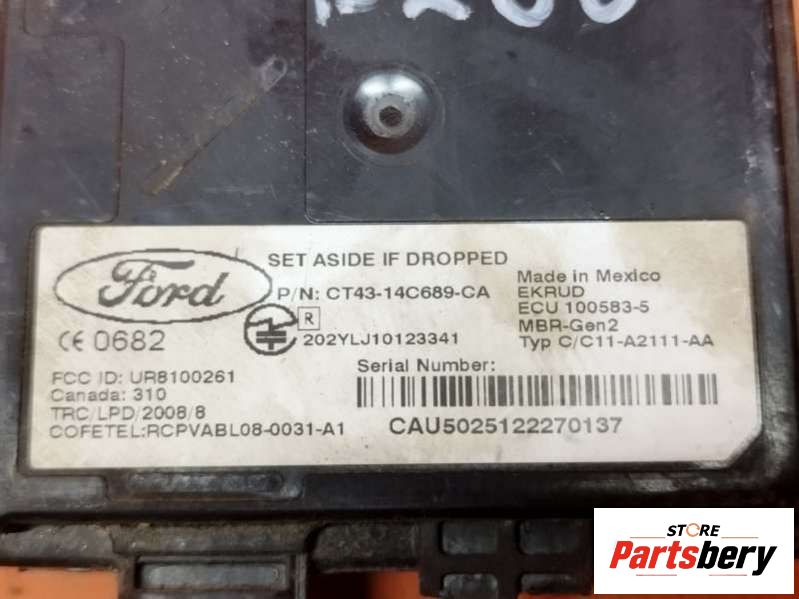 Ford
SET ASIDE IF DROPPED
P/N: CT43-14C689-CA
R
202YLJ10123341
Made in Mexico
EKRUD
ECU 100583-5
MBR-Gen2
Typ C/C11-A2111-AA
CE 0682
FCC ID: UR8100261
Canada: 310
TRC/LPD/2008/8
COFETEL:RCPVABL08-0031-A1
Serial Number:
CAU5025122270137
STORE
Partsbery